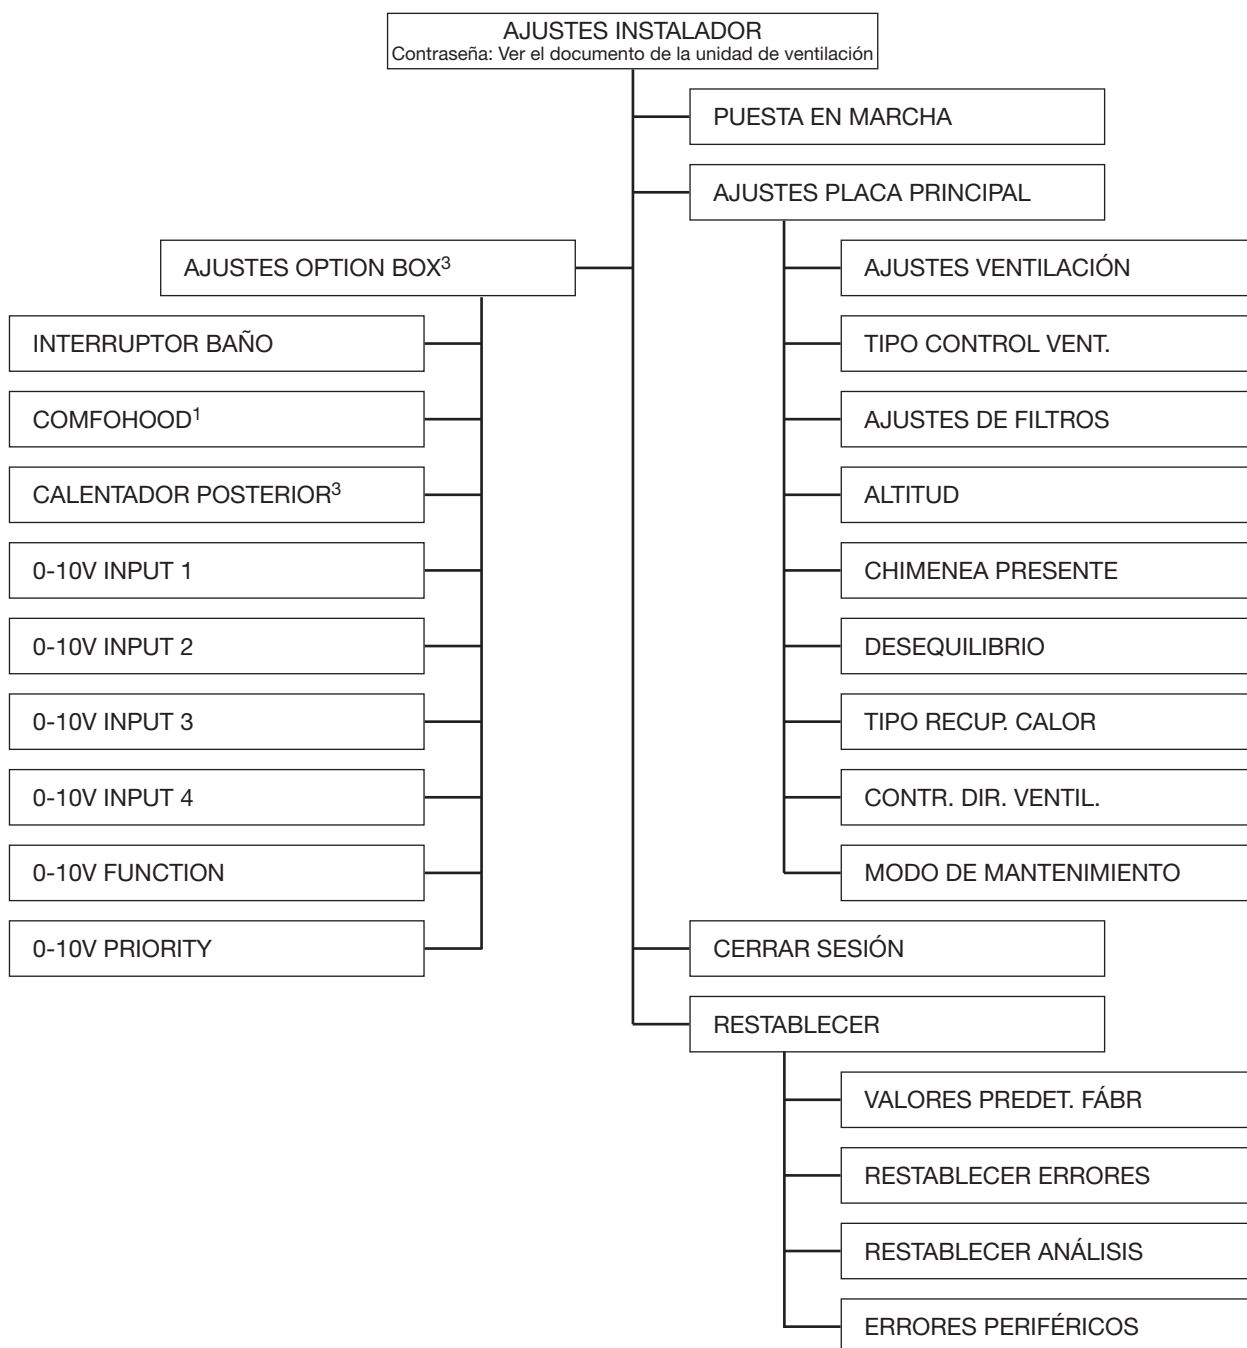 AJUSTES INSTALADOR
Contraseña: Ver el documento de la unidad de ventilación
PUESTA EN MARCHA
AJUSTES PLACA PRINCIPAL
AJUSTES VENTILACIÓN
TIPO CONTROL VENT.
AJUSTES DE FILTROS
ALTITUD
CHIMENEA PRESENTE
DESEQUILIBRIO
TIPO RECUP. CALOR
CONTR. DIR. VENTIL.
MODO DE MANTENIMIENTO
AJUSTES OPTION BOX³
INTERRUPTOR BAÑO
COMFOHOOD¹
CALENTADOR POSTERIOR³
0-10V INPUT 1
0-10V INPUT 2
0-10V INPUT 3
0-10V INPUT 4
0-10V FUNCTION
0-10V PRIORITY
CERRAR SESIÓN
RESTABLECER
VALORES PREDET. FÁBR
RESTABLECER ERRORES
RESTABLECER ANÁLISIS
ERRORES PERIFÉRICOS